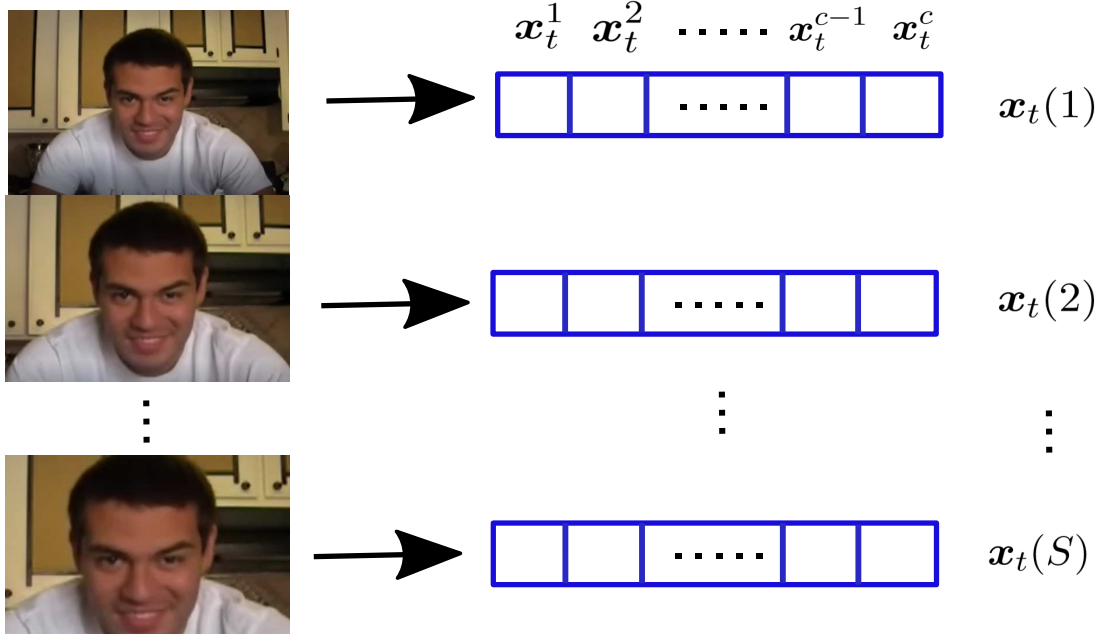 x_t^1 x_t^2 ..... x_t^{c-1} x_t^c
..... x_t(1)
..... x_t(2)
..... x_t(S)